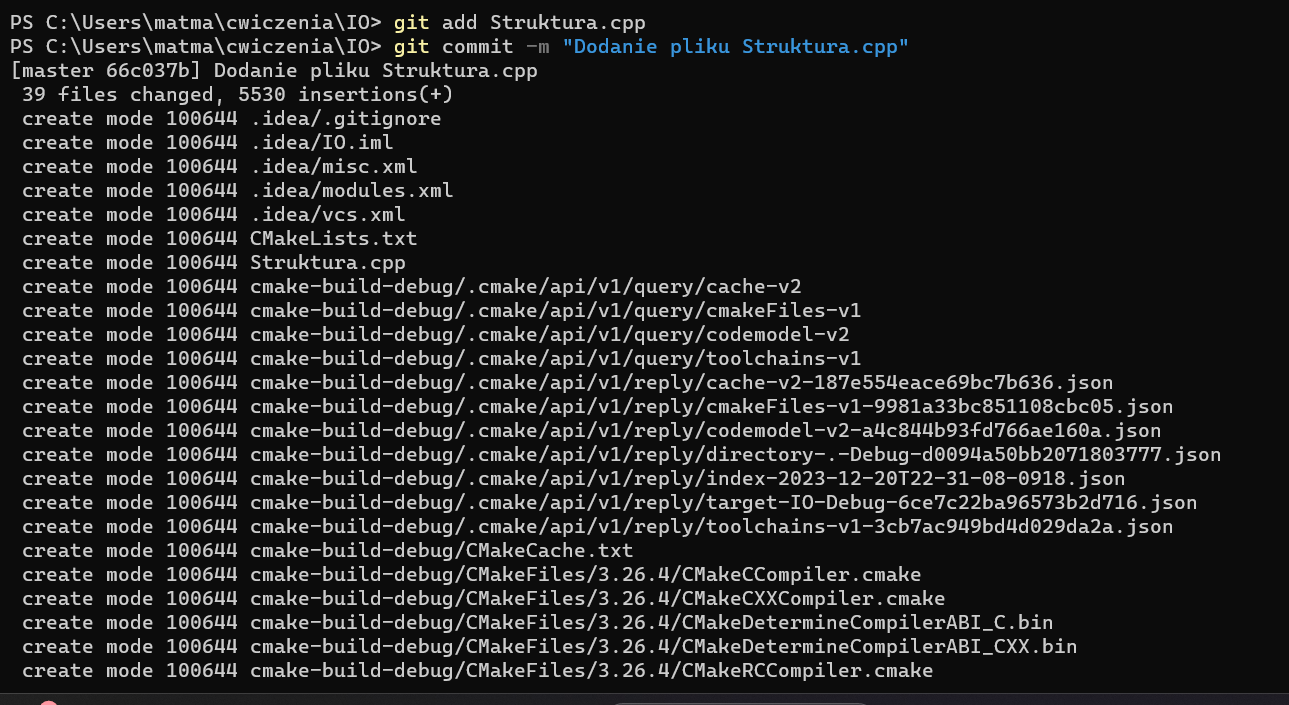 PS C:\Users\matma\cwiczenia\IO> git add Struktura.cpp
PS C:\Users\matma\cwiczenia\IO> git commit -m "Dodanie pliku Struktura.cpp"
[master 66c037b] Dodanie pliku Struktura.cpp
 39 files changed, 5530 insertions(+)
 create mode 100644 .idea/.gitignore
 create mode 100644 .idea/IO.iml
 create mode 100644 .idea/misc.xml
 create mode 100644 .idea/modules.xml
 create mode 100644 .idea/vcs.xml
 create mode 100644 CMakeLists.txt
 create mode 100644 Struktura.cpp
 create mode 100644 cmake-build-debug/.cmake/api/v1/query/cache-v2
 create mode 100644 cmake-build-debug/.cmake/api/v1/query/cmakeFiles-v1
 create mode 100644 cmake-build-debug/.cmake/api/v1/query/codemodel-v2
 create mode 100644 cmake-build-debug/.cmake/api/v1/query/toolchains-v1
 create mode 100644 cmake-build-debug/.cmake/api/v1/reply/cache-v2-187e554eace69bc7b636.json
 create mode 100644 cmake-build-debug/.cmake/api/v1/reply/cmakeFiles-v1-9981a33bc851108cbc05.json
 create mode 100644 cmake-build-debug/.cmake/api/v1/reply/codemodel-v2-a4c844b93fd766ae160a.json
 create mode 100644 cmake-build-debug/.cmake/api/v1/reply/directory-.-Debug-d0094a50bb2071803777.json
 create mode 100644 cmake-build-debug/.cmake/api/v1/reply/index-2023-12-20T22-31-08-0918.json
 create mode 100644 cmake-build-debug/.cmake/api/v1/reply/target-IO-Debug-6ce7c22ba96573b2d716.json
 create mode 100644 cmake-build-debug/.cmake/api/v1/reply/toolchains-v1-3cb7ac949bd4d029da2a.json
 create mode 100644 cmake-build-debug/CMakeCache.txt
 create mode 100644 cmake-build-debug/CMakeFiles/3.26.4/CMakeCCompiler.cmake
 create mode 100644 cmake-build-debug/CMakeFiles/3.26.4/CMakeCXXCompiler.cmake
 create mode 100644 cmake-build-debug/CMakeFiles/3.26.4/CMakeDetermineCompilerABI_C.bin
 create mode 100644 cmake-build-debug/CMakeFiles/3.26.4/CMakeDetermineCompilerABI_CXX.bin
 create mode 100644 cmake-build-debug/CMakeFiles/3.26.4/CMakeRCCompiler.cmake